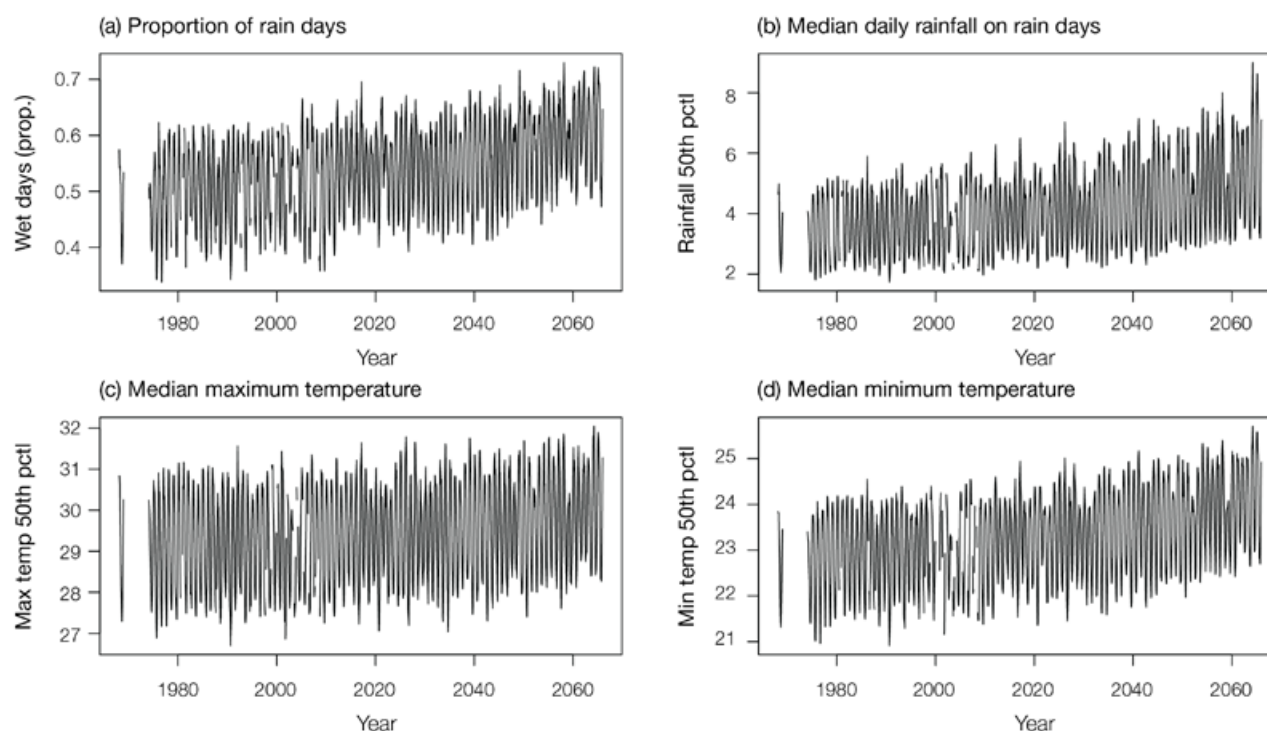 (a) Proportion of rain days
Wet days (prop.)
0.7
0.6
0.5
0.4
1980 2000 2020 2040 2060
Year
(b) Median daily rainfall on rain days
Rainfall 50th pctl
8
6
4
2
1980 2000 2020 2040 2060
Year
(c) Median maximum temperature
Max temp 50th pctl
32
31
30
29
28
27
1980 2000 2020 2040 2060
Year
(d) Median minimum temperature
Min temp 50th pctl
25
24
23
22
21
1980 2000 2020 2040 2060
Year